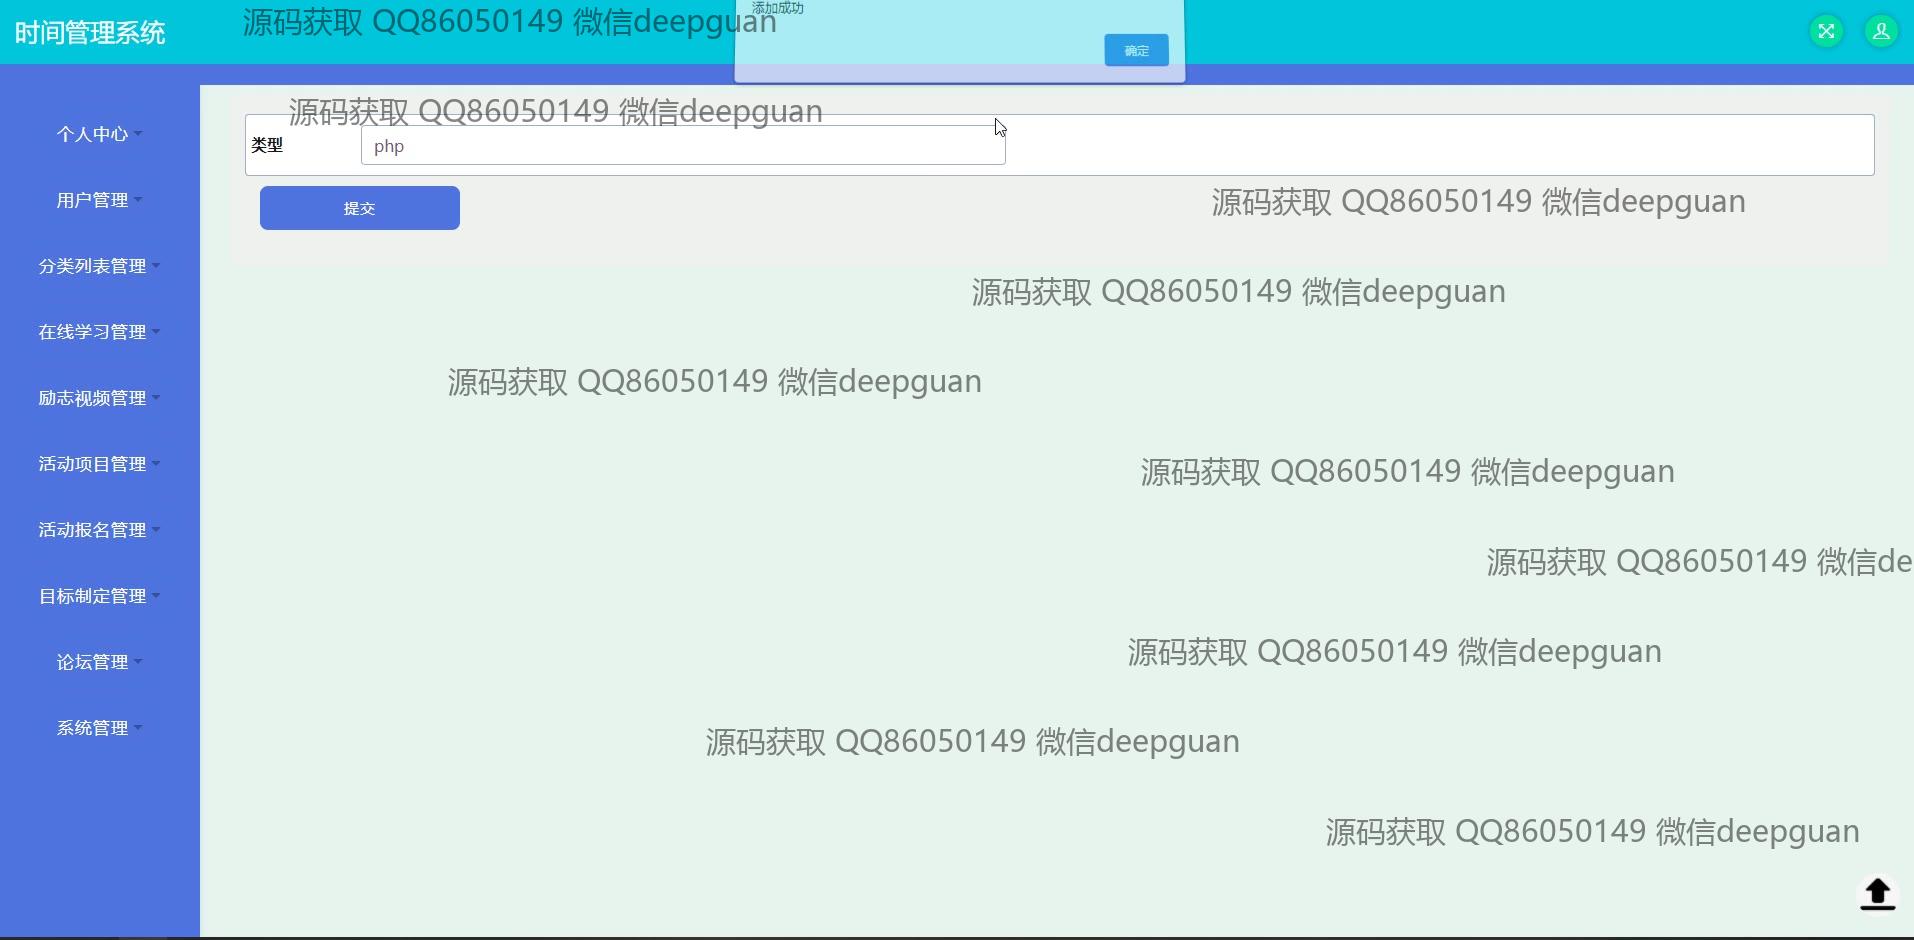 时间管理系统
源码获取 QQ86050149 微信deepguan
添加成功
确定
源码获取 QQ86050149 微信deepguan
类型
php
提交
源码获取 QQ86050149 微信deepguan
个人中心
用户管理
分类列表管理
在线学习管理
励志视频管理
活动项目管理
活动报名管理
目标制定管理
论坛管理
系统管理
源码获取 QQ86050149 微信deepguan
源码获取 QQ86050149 微信deepguan
源码获取 QQ86050149 微信deepguan
源码获取 QQ86050149 微信de
源码获取 QQ86050149 微信deepguan
源码获取 QQ86050149 微信deepguan
源码获取 QQ86050149 微信deepguan